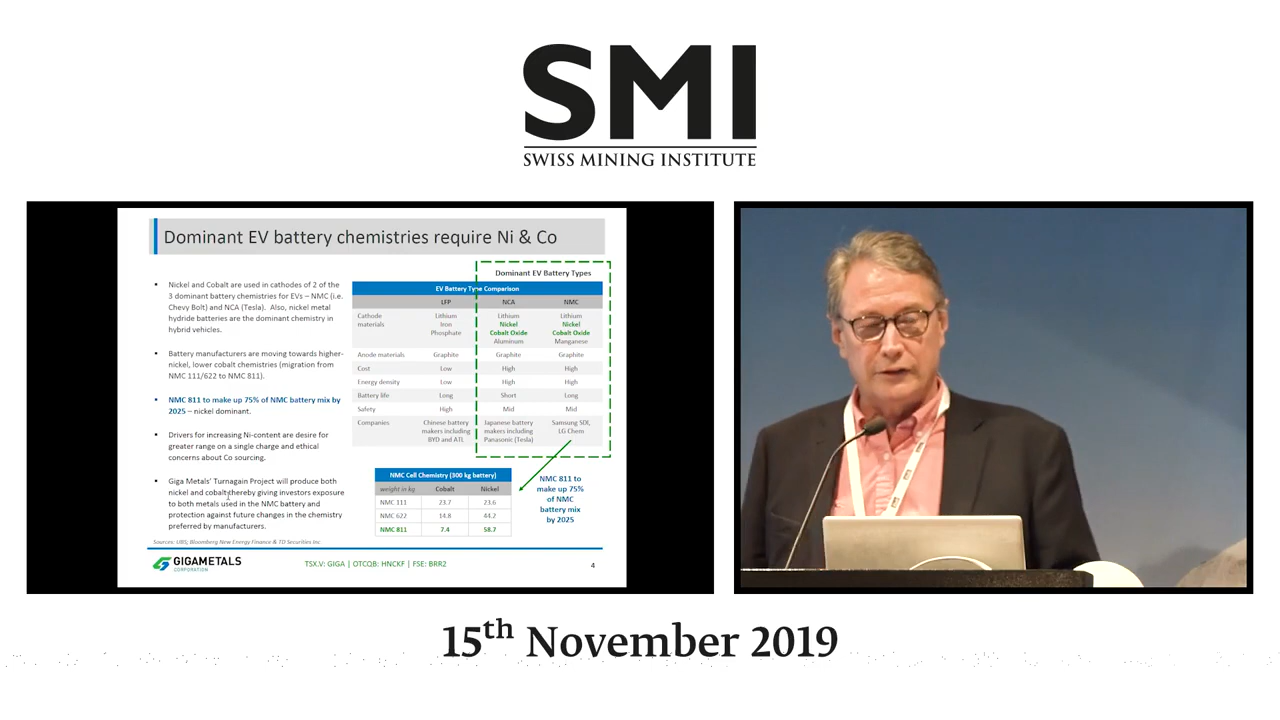 SMI
SWISS MINING INSTITUTE
Dominant EV battery chemistries require Ni & Co
▪ Nickel and Cobalt are used in cathodes of 2 of the
3 dominant battery chemistries for EVs – NMC (i.e.
Chevy Bolt) and NCA (Tesla). Also, nickel metal
hydride batteries are the dominant chemistry in
hybrid vehicles.
▪ Battery manufacturers are moving towards higher-
nickel, lower cobalt chemistries (migration from
NMC 111/622 to NMC 811).
▪ NMC 811 to make up 75% of NMC battery mix by
2025 – nickel dominant.
▪ Drivers for increasing Ni-content are desire for
greater range on a single charge and ethical
concerns about Co sourcing.
▪ Giga Metals' Turnagain Project will produce both
nickel and cobalt thereby giving investors exposure
to both metals used in the NMC battery and
protection against future changes in the chemistry
preferred by manufacturers.
Dominant EV Battery Types
EV Battery Type Comparison
LFP NCA NMC
Cathode Lithium Lithium Lithium
materials Iron Nickel Nickel
Phosphate Cobalt Oxide Cobalt Oxide
Aluminum Manganese
Anode materials Graphite Graphite Graphite
Cost Low High High
Energy density Low High High
Battery life Long Short Long
Safety High Mid Mid
Companies Chinese battery Japanese battery Samsung SDI,
makers including makers including LG Chem
BYD and ATL Panasonic (Tesla)
NMC Cell Chemistry (300 kg battery)
weight in kg Cobalt Nickel
NMC 111 23.7 23.6
NMC 622 14.8 44.2
NMC 811 7.4 58.7
NMC 811 to
make up 75%
of NMC
battery mix
by 2025
Sources: UBS; Bloomberg New Energy Finance & TD Securities Inc
GIGAMETALS
CORPORATION
TSX.V: GIGA | OTCQB: HNCKF | FSE: BRR2
4
15th November 2019